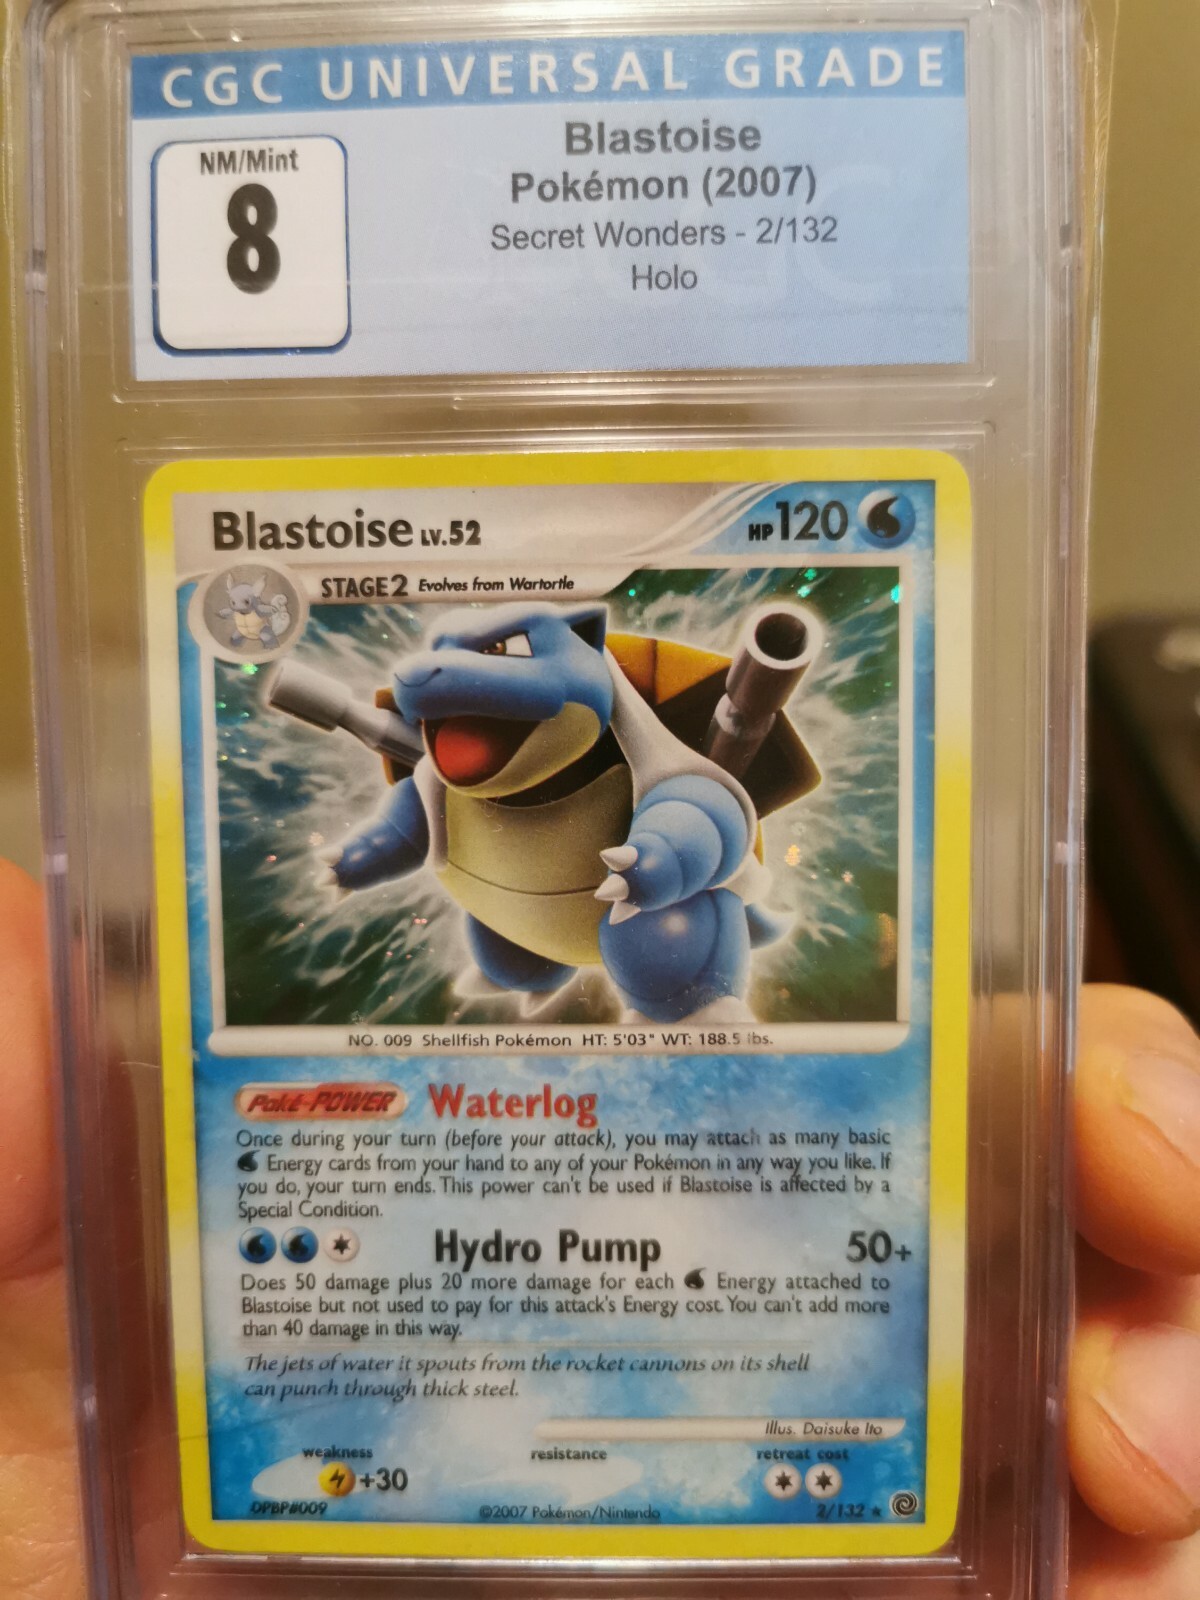 CGC UNIVERSAL GRADE
NM/Mint
8
Blastoise
Pokémon (2007)
Secret Wonders - 2/132
Holo
Blastoise LV.52
HP 120
STAGE2 Evolves from Wartortle
NO. 009 Shellfish Pokémon HT: 5'03" WT: 188.5 lbs.
Poké-POWER Waterlog
Once during your turn (before your attack), you may attach as many basic
Energy cards from your hand to any of your Pokémon in any way you like. If
you do, your turn ends. This power can't be used if Blastoise is affected by a
Special Condition.
Hydro Pump 50+
Does 50 damage plus 20 more damage for each Energy attached to
Blastoise but not used to pay for this attack's Energy cost. You can't add more
than 40 damage in this way.
The jets of water it spouts from the rocket cannons on its shell
can punch through thick steel.
Illus. Daisuke Ito
weakness resistance retreat cost
+30
DPBP#009 ©2007 Pokémon/Nintendo 2/132 ★